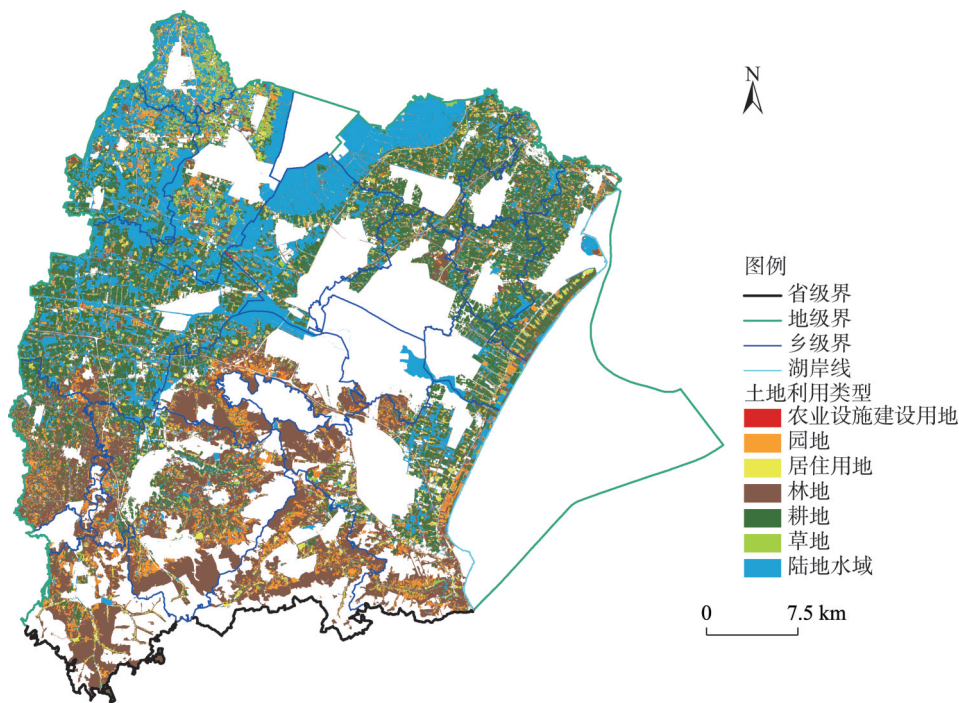 N
图例
省级界
地级界
乡级界
湖岸线
土地利用类型
农业设施建设用地
园地
居住用地
林地
耕地
草地
陆地水域
0 7.5 km